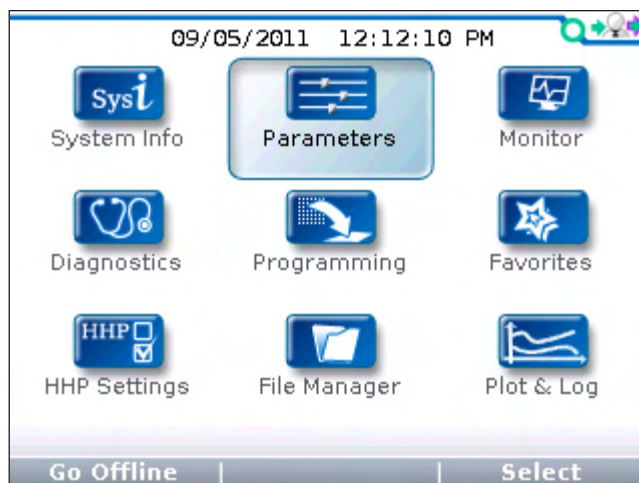 09/05/2011 12:12:10 PM
Sysi
System Info
Parameters
Monitor
Diagnostics
Programming
Favorites
HHP
HHP Settings
File Manager
Plot & Log
Go Offline
Select